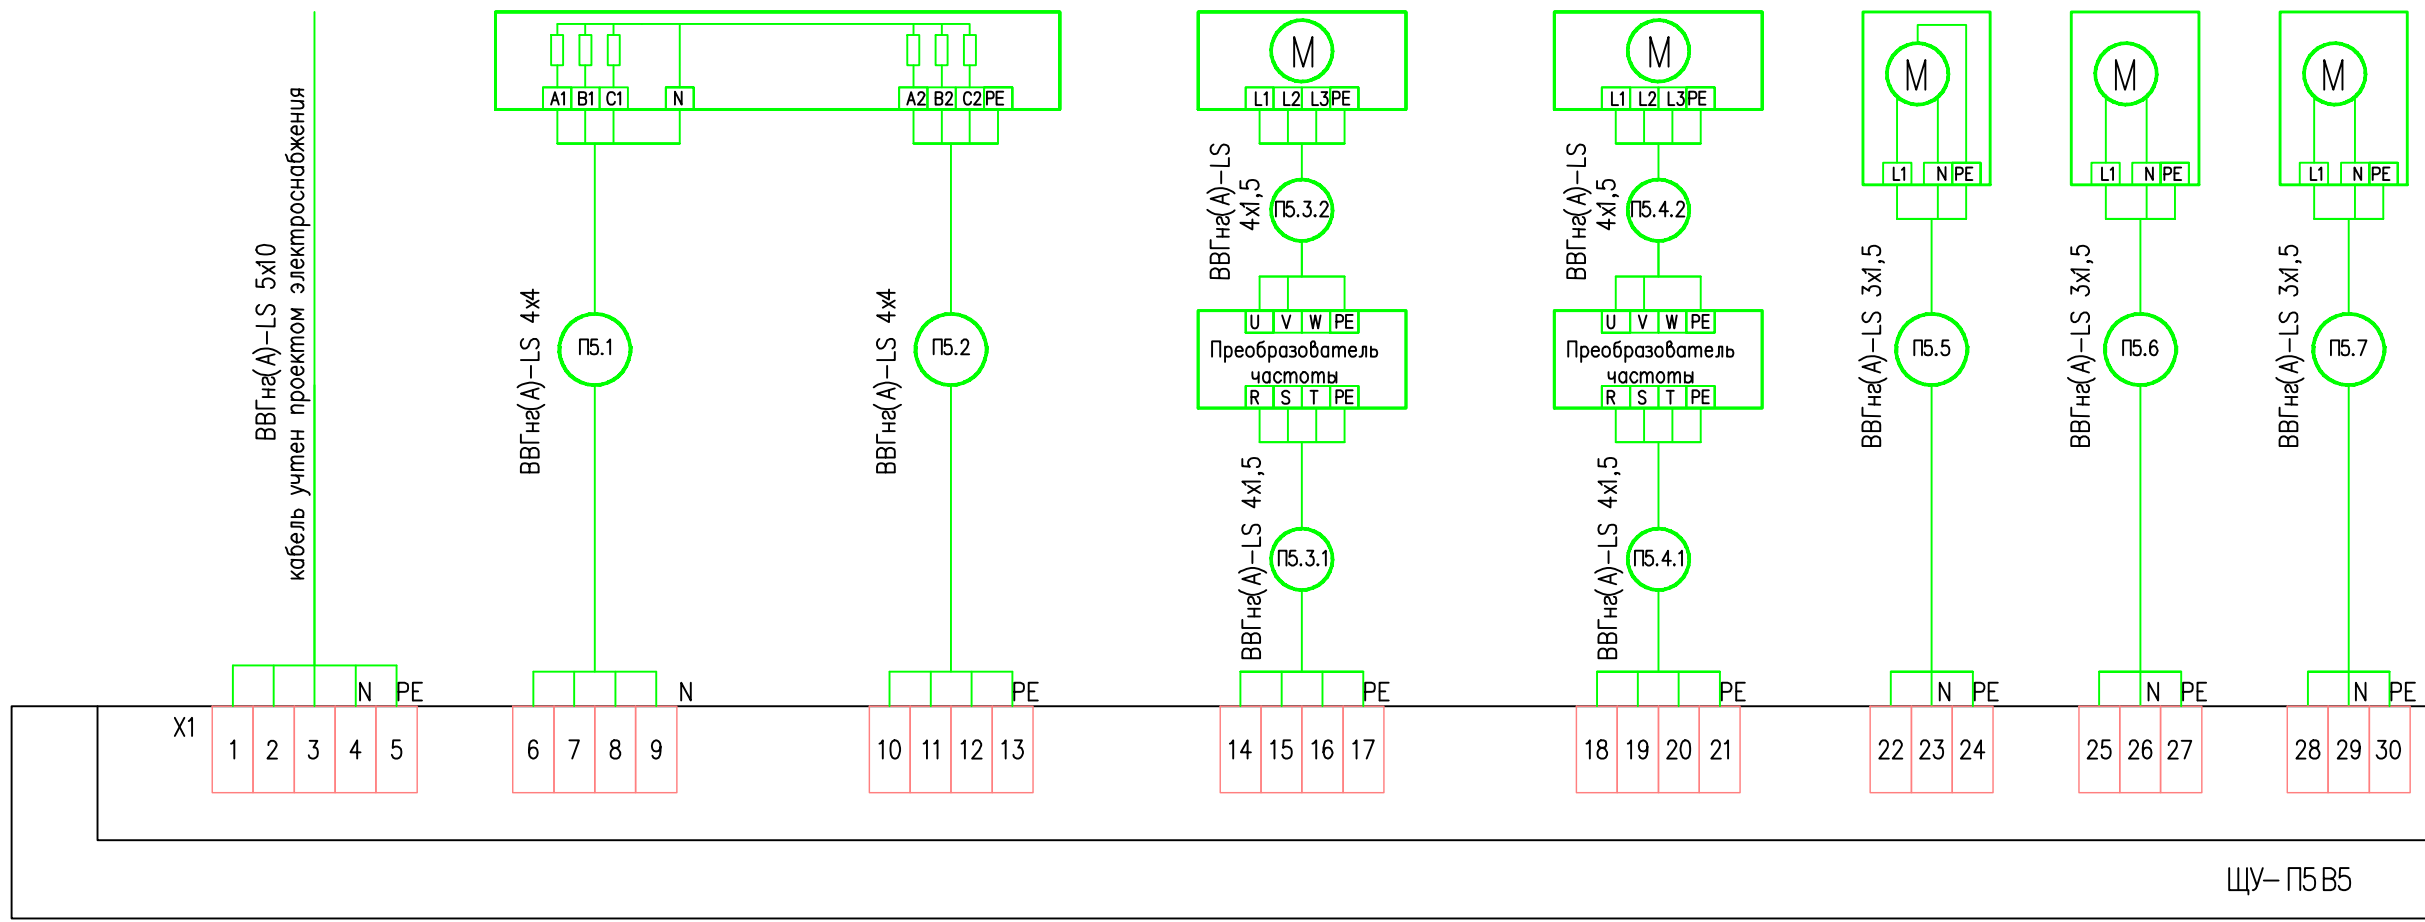 A1 B1 C1 N A2 B2 C2 PE
M
L1 L2 L3 PE
M
L1 L2 L3 PE
M
L1 N PE
M
L1 N PE
M
L1 N PE
ВВГнг(А)-LS 5х10
кабель учтен проектом электроснабжения
ВВГнг(А)-LS 4х4
П5.1
ВВГнг(А)-LS 4х4
П5.2
ВВГнг(А)-LS
4х1,5
П5.3.2
U V W PE
Преобразователь
частоты
R S T PE
ВВГнг(А)-LS 4х1,5
П5.3.1
ВВГнг(А)-LS
4х1,5
П5.4.2
U V W PE
Преобразователь
частоты
R S T PE
ВВГнг(А)-LS 4х1,5
П5.4.1
ВВГнг(А)-LS 3х1,5
П5.5
ВВГнг(А)-LS 3х1,5
П5.6
ВВГнг(А)-LS 3х1,5
П5.7
N PE N PE PE PE N PE N PE N PE
X1
1 2 3 4 5 6 7 8 9 10 11 12 13 14 15 16 17 18 19 20 21 22 23 24 25 26 27 28 29 30
ЩУ-П5В5